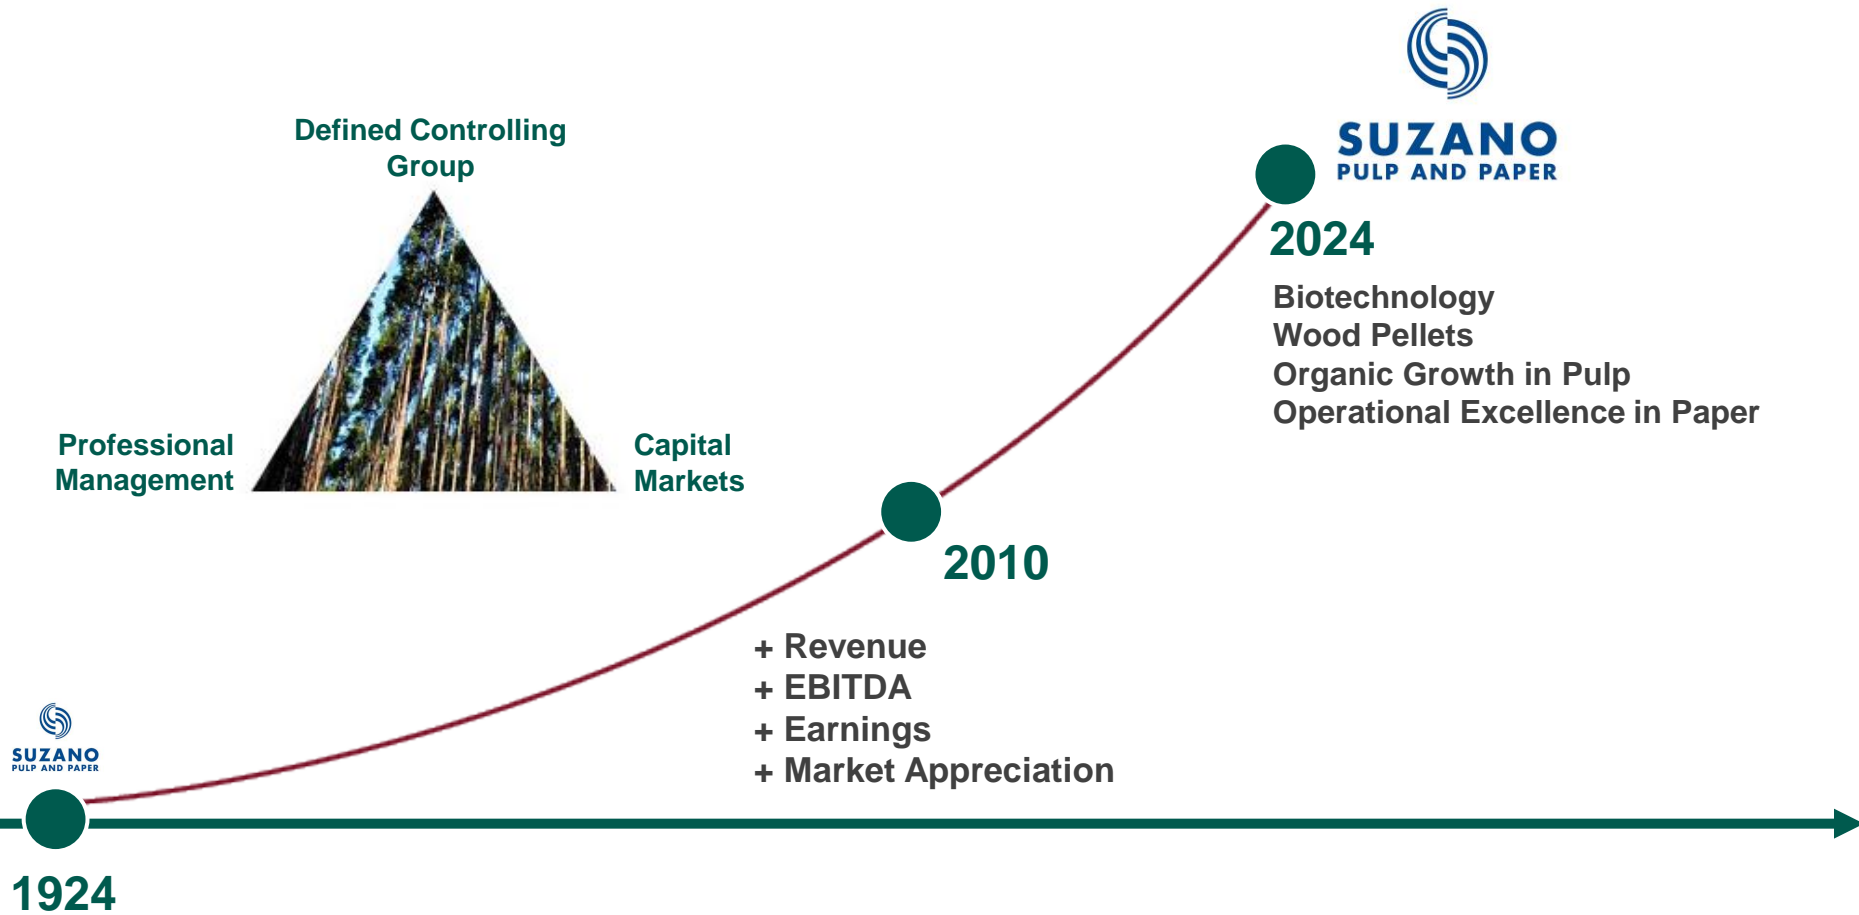 SUZANO
PULP AND PAPER
Defined Controlling
Group
Professional
Management
Capital
Markets
2024
Biotechnology
Wood Pellets
Organic Growth in Pulp
Operational Excellence in Paper
2010
+ Revenue
+ EBITDA
+ Earnings
+ Market Appreciation
SUZANO
PULP AND PAPER
1924